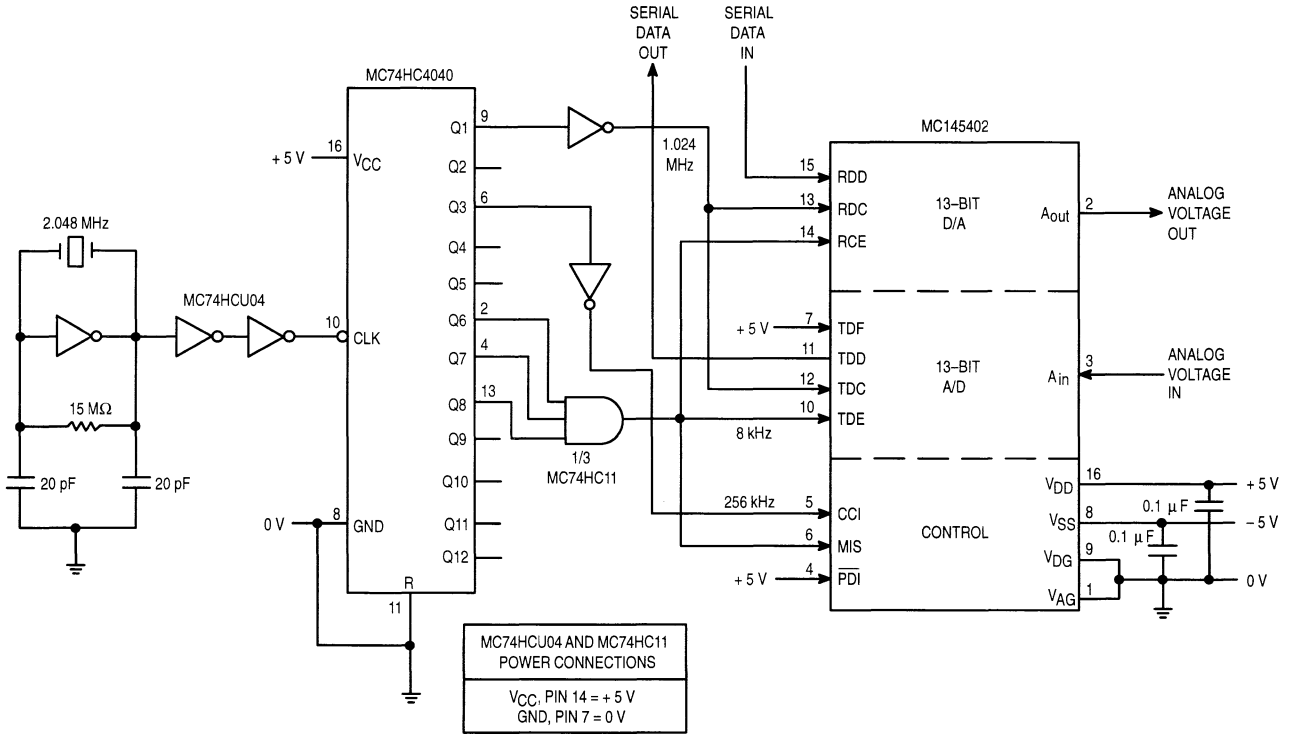 SERIAL
DATA
OUT
SERIAL
DATA
IN
MC74HC4040
MC145402
Q1
9
1.024
MHz
+ 5 V
16
VCC
Q2
15
RDD
Q3
6
13
RDC
13–BIT
D/A
Aout
2
ANALOG
VOLTAGE
OUT
2.048 MHz
Q4
14
RCE
Q5
MC74HCU04
10
CLK
Q6
2
+ 5 V
7
TDF
Q7
4
11
TDD
13–BIT
A/D
Ain
3
ANALOG
VOLTAGE
IN
Q8
13
12
TDC
15 MΩ
10
TDE
8 kHz
Q9
1/3
MC74HC11
20 pF
20 pF
Q10
VDD
16
+ 5 V
256 kHz
5
CCI
0.1 µF
0 V
8
GND
Q11
CONTROL
VSS
8
– 5 V
6
MIS
0.1 µF
Q12
VDG
9
+ 5 V
4
PDI
0 V
R
11
VAG
1
MC74HCU04 AND MC74HC11
POWER CONNECTIONS
VCC, PIN 14 = + 5 V
GND, PIN 7 = 0 V